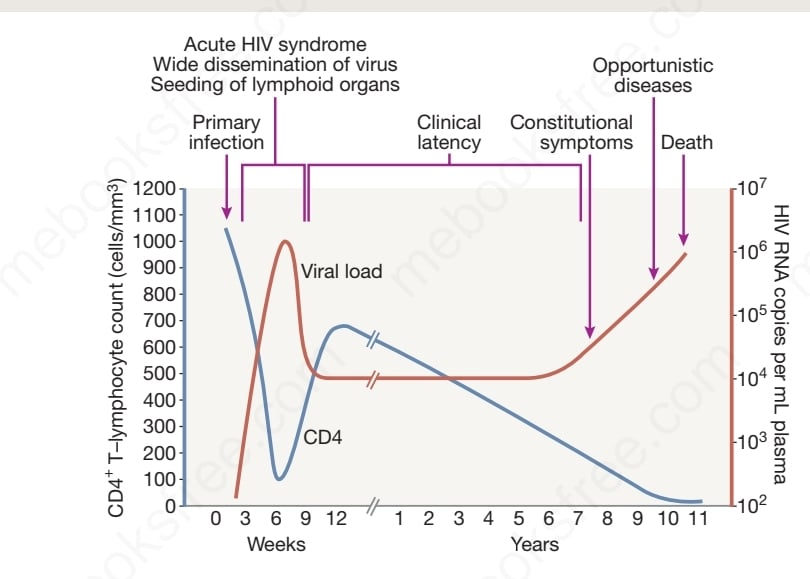 Acute HIV syndrome
Wide dissemination of virus
Seeding of lymphoid organs
Opportunistic
diseases
Primary
infection
Clinical
latency
Constitutional
symptoms
Death
CD4⁺ T–lymphocyte count (cells/mm³)
1200
1100
1000
900
800
700
600
500
400
300
200
100
0
Viral load
CD4
10⁷
10⁶
10⁵
10⁴
10³
10²
HIV RNA copies per mL plasma
0 3 6 9 12 1 2 3 4 5 6 7 8 9 10 11
Weeks Years
mebooksfree.com